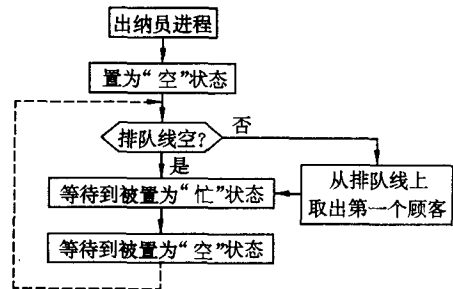 出纳员进程
置为“空”状态
排队线空?
否
是
等待到被置为“忙”状态
从排队线上
取出第一个顾客
等待到被置为“空”状态